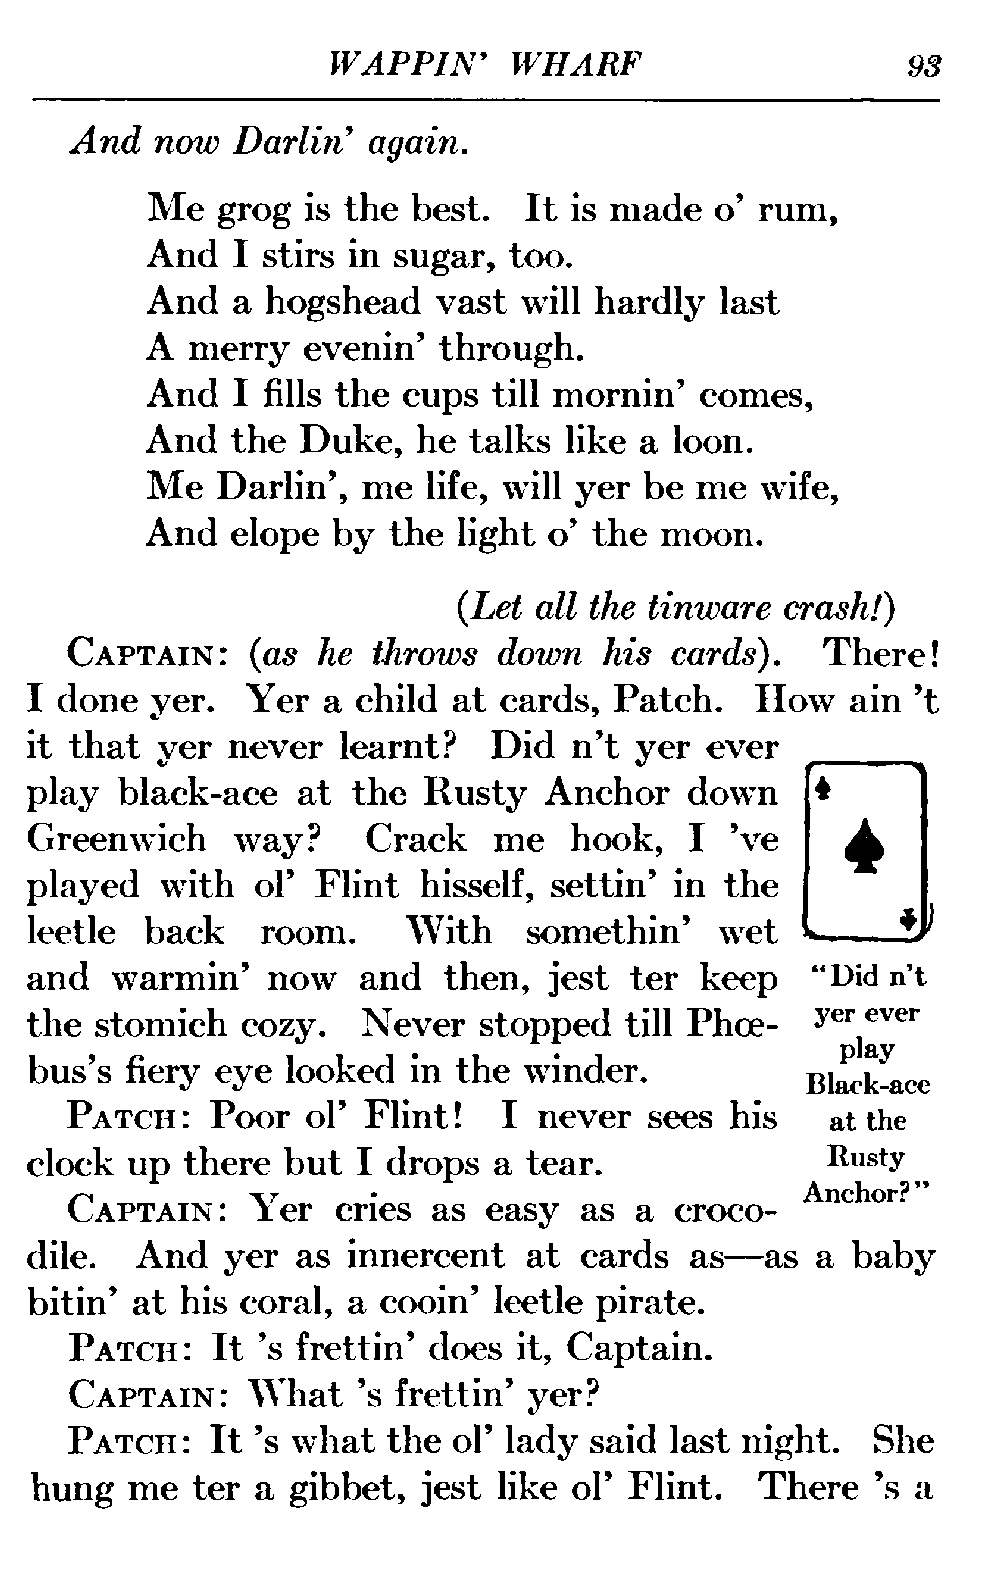 WAPPIN' WHARF 93
And now Darlin' again.
Me grog is the best. It is made o' rum,
And I stirs in sugar, too.
And a hogshead vast will hardly last
A merry evenin' through.
And I fills the cups till mornin' comes,
And the Duke, he talks like a loon.
Me Darlin', me life, will yer be me wife,
And elope by the light o' the moon.
(Let all the tinware crash!)
CAPTAIN: (as he throws down his cards). There!
I done yer. Yer a child at cards, Patch. How ain 't
it that yer never learnt? Did n't yer ever
play black-ace at the Rusty Anchor down
Greenwich way? Crack me hook, I 've
played with ol' Flint hisself, settin' in the
leetle back room. With somethin' wet
and warmin' now and then, jest ter keep
the stomich cozy. Never stopped till Phœ-
bus's fiery eye looked in the winder.
PATCH: Poor ol' Flint! I never sees his
clock up there but I drops a tear.
CAPTAIN: Yer cries as easy as a croco-
dile. And yer as innercent at cards as—as a baby
bitin' at his coral, a cooin' leetle pirate.
PATCH: It 's frettin' does it, Captain.
CAPTAIN: What 's frettin' yer?
PATCH: It 's what the ol' lady said last night. She
hung me ter a gibbet, jest like ol' Flint. There 's a
"Did n't
yer ever
play
Black-ace
at the
Rusty
Anchor?"